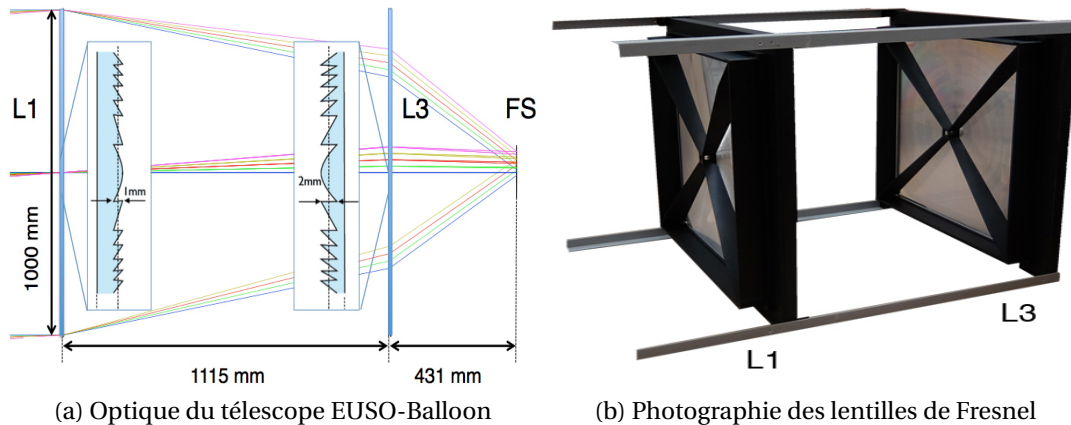 L1
L3
FS
1mm
2mm
1000 mm
1115 mm
431 mm
(a) Optique du télescope EUSO-Balloon
L1
L3
(b) Photographie des lentilles de Fresnel